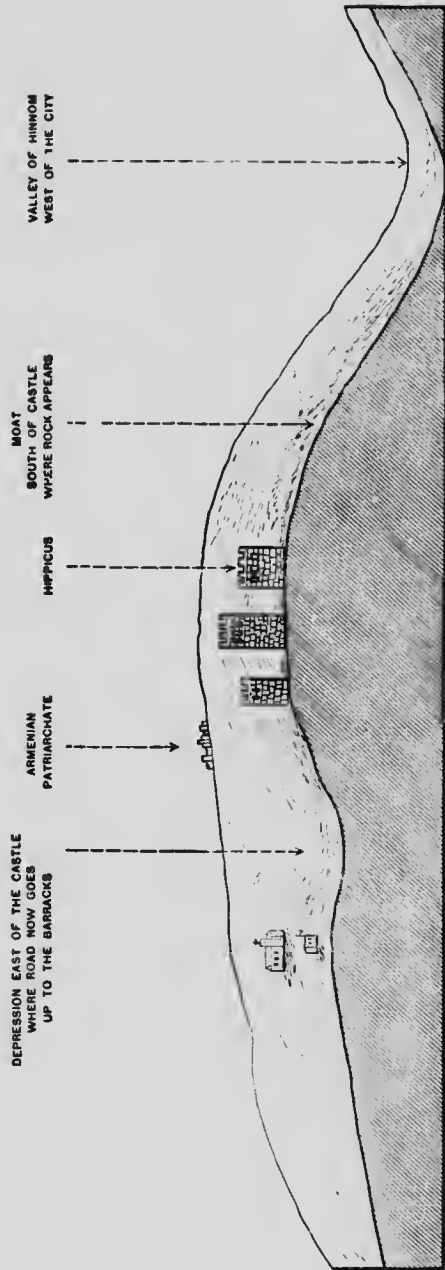 DEPRESSION EAST OF THE CASTLE
WHERE ROAD NOW GOES
UP TO THE BARRACKS
ARMENIAN
PATRIARCHATE
HIPPICUS
MOAT
SOUTH OF CASTLE
WHERE ROCK APPEARS
VALLEY OF HINNOM
WEST OF THE CITY